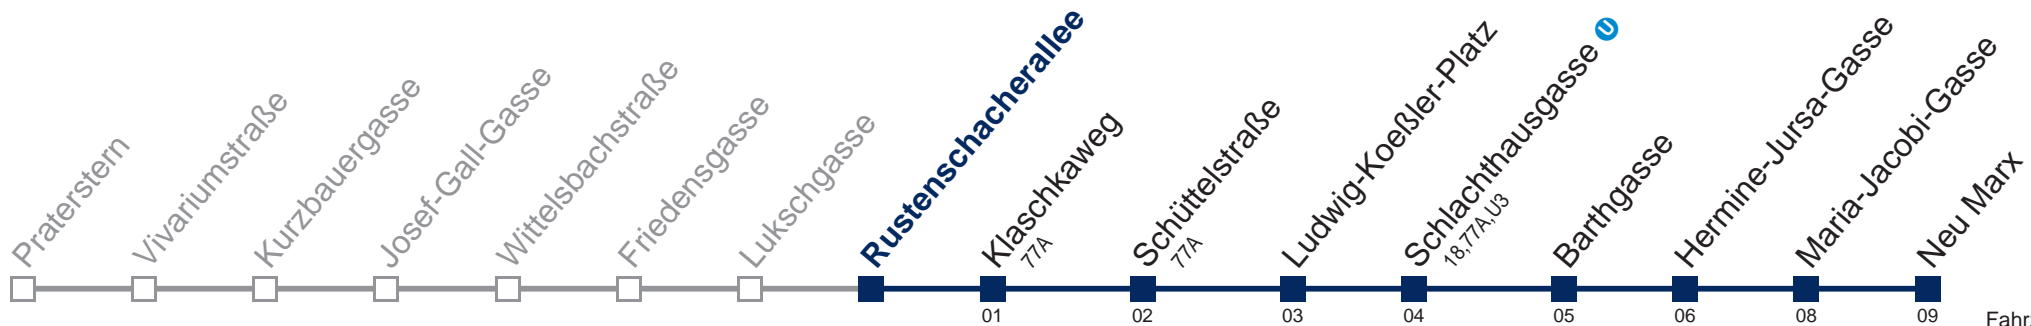 Praterstern
Vivariumstraße
Kurzbauergasse
Josef-Gall-Gasse
Wittelsbachstraße
Friedensgasse
Lukschgasse
Rustenschacherallee
Klaschkaweg
77A
Schüttelstraße
77A
Ludwig-Koeßler-Platz
Schlachthausgasse U
18,77A,U3
Barthgasse
Hermine-Jursa-Gasse
Maria-Jacobi-Gasse
Neu Marx
01 02 03 04 05 06 08 09 Fahr